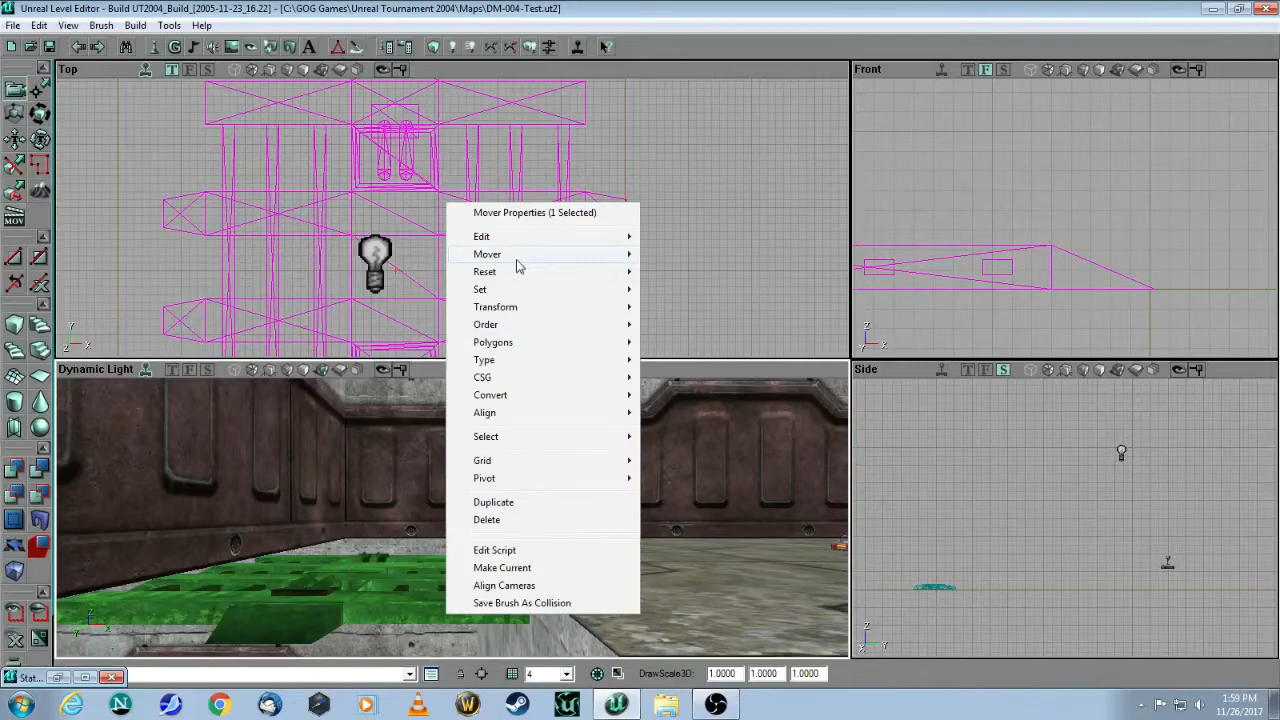 Unreal Level Editor - Build UT2004_Build_[2005-11-23_16.22] - [C:\GOG Games\Unreal Tournament 2004/Maps/DM-004-Test.ut2]
File Edit View Brush Build Tools Help
Top
Front
MOV
Mover Properties (1 Selected)
Edit
Mover
Reset
Set
Transform
Order
Polygons
Type
CSG
Convert
Align
Select
Grid
Pivot
Duplicate
Delete
Edit Script
Make Current
Align Cameras
Save Brush As Collision
Dynamic Light
Side
Stat...
4
DrawScale3D: 1.0000 1.0000 1.0000
1:59 PM
11/26/2017